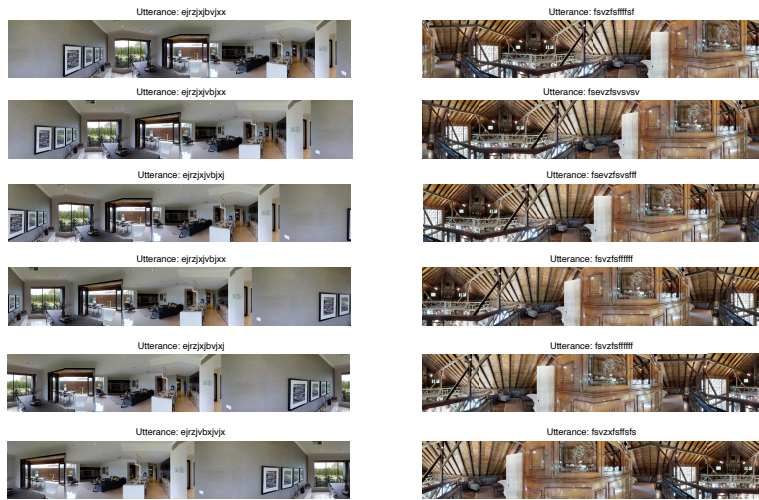 Utterance: ejrzjxjbvjxx
Utterance: fsvzfsffffsf
Utterance: ejrzjxjvbjxx
Utterance: fsevzfsvsvsv
Utterance: ejrzjxjvbjxj
Utterance: fsevzfsvsfff
Utterance: ejrzjxjvbjxx
Utterance: fsvzfsffffff
Utterance: ejrzjxjbvjxj
Utterance: fsvzfsffffff
Utterance: ejrzjvbxjvjx
Utterance: fsvzxfsffsfs